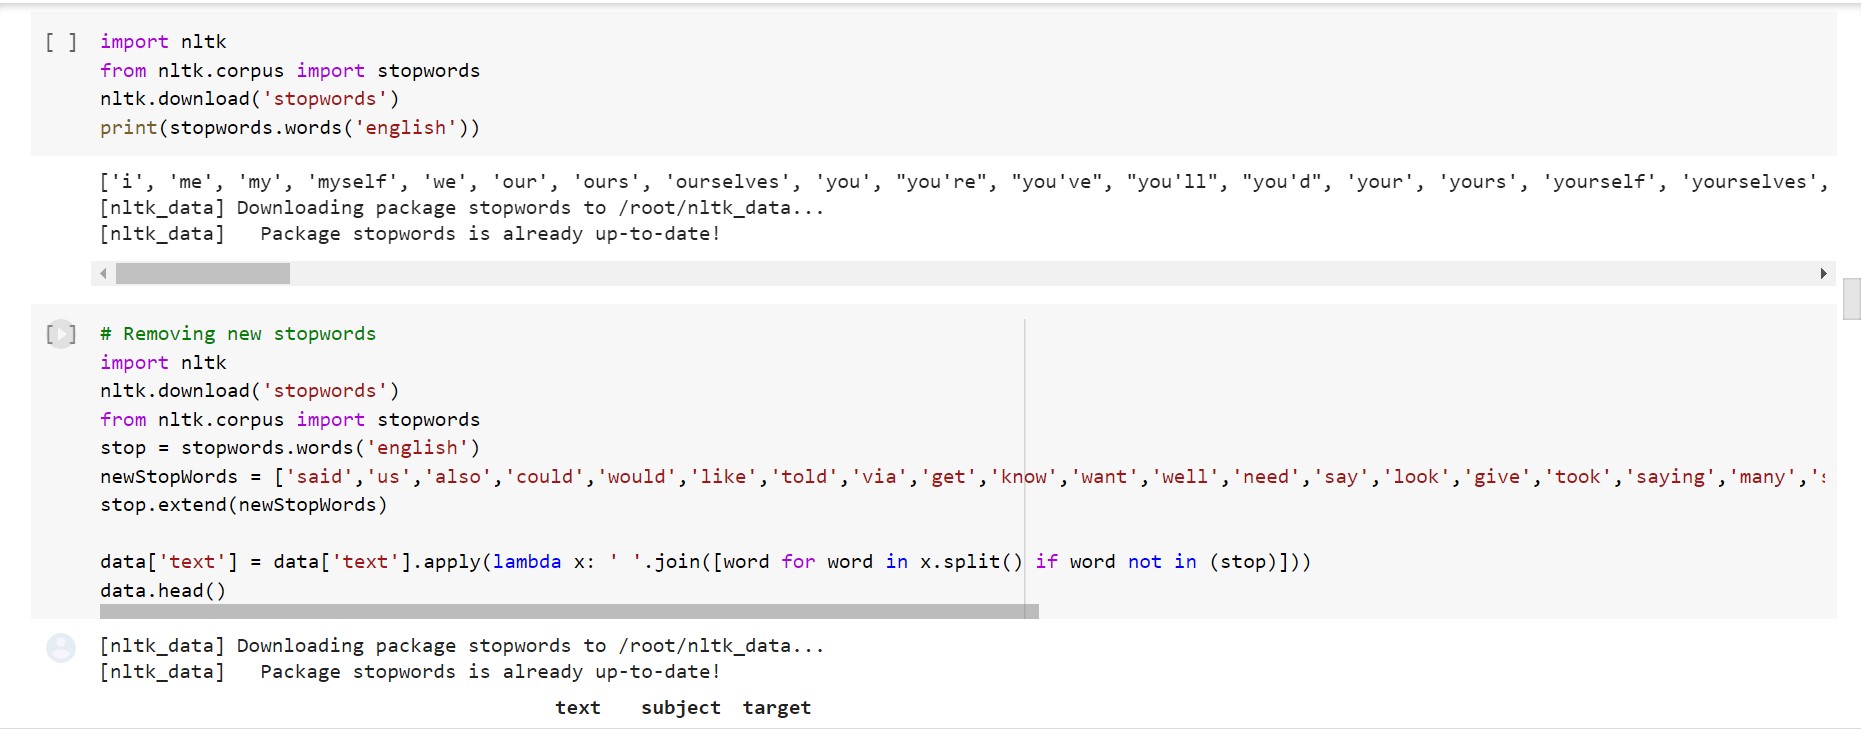 [ ] import nltk
from nltk.corpus import stopwords
nltk.download('stopwords')
print(stopwords.words('english'))
['i', 'me', 'my', 'myself', 'we', 'our', 'ours', 'ourselves', 'you', "you're", "you've", "you'll", "you'd", 'your', 'yours', 'yourself', 'yourselves',
[nltk_data] Downloading package stopwords to /root/nltk_data...
[nltk_data]   Package stopwords is already up-to-date!
[ ] # Removing new stopwords
import nltk
nltk.download('stopwords')
from nltk.corpus import stopwords
stop = stopwords.words('english')
newStopWords = ['said','us','also','could','would','like','told','via','get','know','want','well','need','say','look','give','took','saying','many','
stop.extend(newStopWords)
data['text'] = data['text'].apply(lambda x: ' '.join([word for word in x.split() if word not in (stop)]))
data.head()
[nltk_data] Downloading package stopwords to /root/nltk_data...
[nltk_data]   Package stopwords is already up-to-date!
text subject target